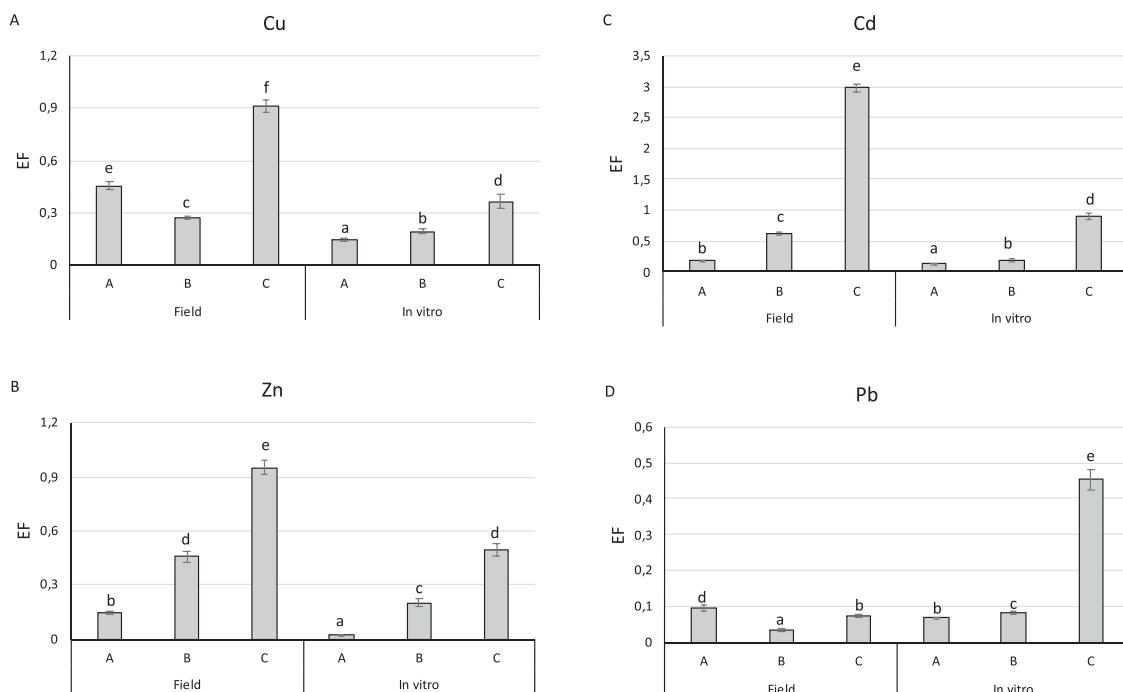 A
Cu
1,2
0,9
0,6
0,3
0
EF
e
c
f
a
b
d
A B C A B C
Field In vitro
C
Cd
3,5
3
2,5
2
1,5
1
0,5
0
EF
b
c
e
a
b
d
A B C A B C
Field In vitro
B
Zn
1,2
0,9
0,6
0,3
0
EF
b
d
e
a
c
d
A B C A B C
Field In vitro
D
Pb
0,6
0,5
0,4
0,3
0,2
0,1
0
EF
d
a
b
b
c
e
A B C A B C
Field In vitro